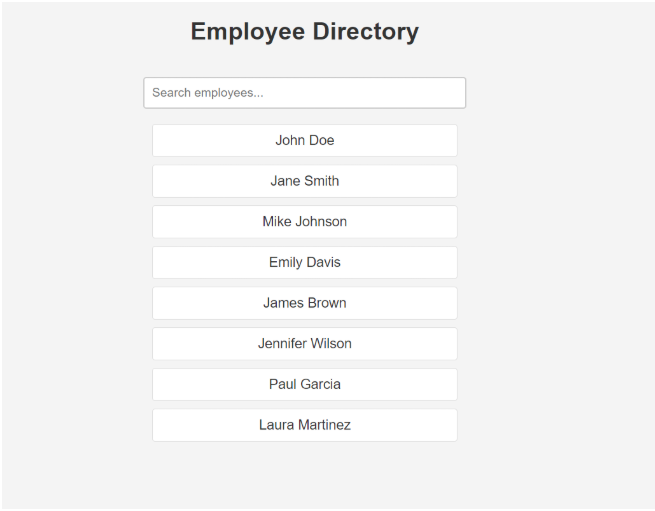 Employee Directory
Search employees...
John Doe
Jane Smith
Mike Johnson
Emily Davis
James Brown
Jennifer Wilson
Paul Garcia
Laura Martinez